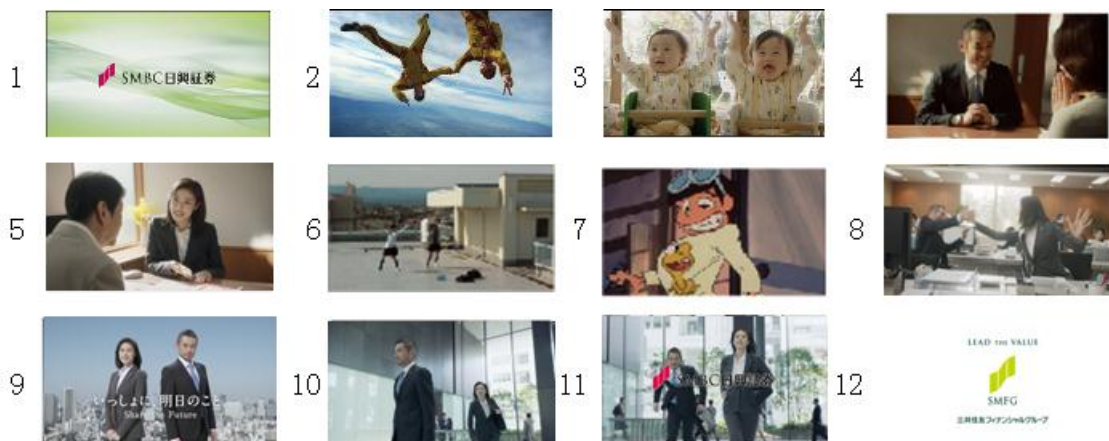 1
SMBC日興証券
2
3
4
5
6
7
8
9
いっしょに、明日のこと。
Share the Future
10
11
SMBC日興証券
12
LEAD THE VALUE
SMFG
三井住友フィナンシャルグループ